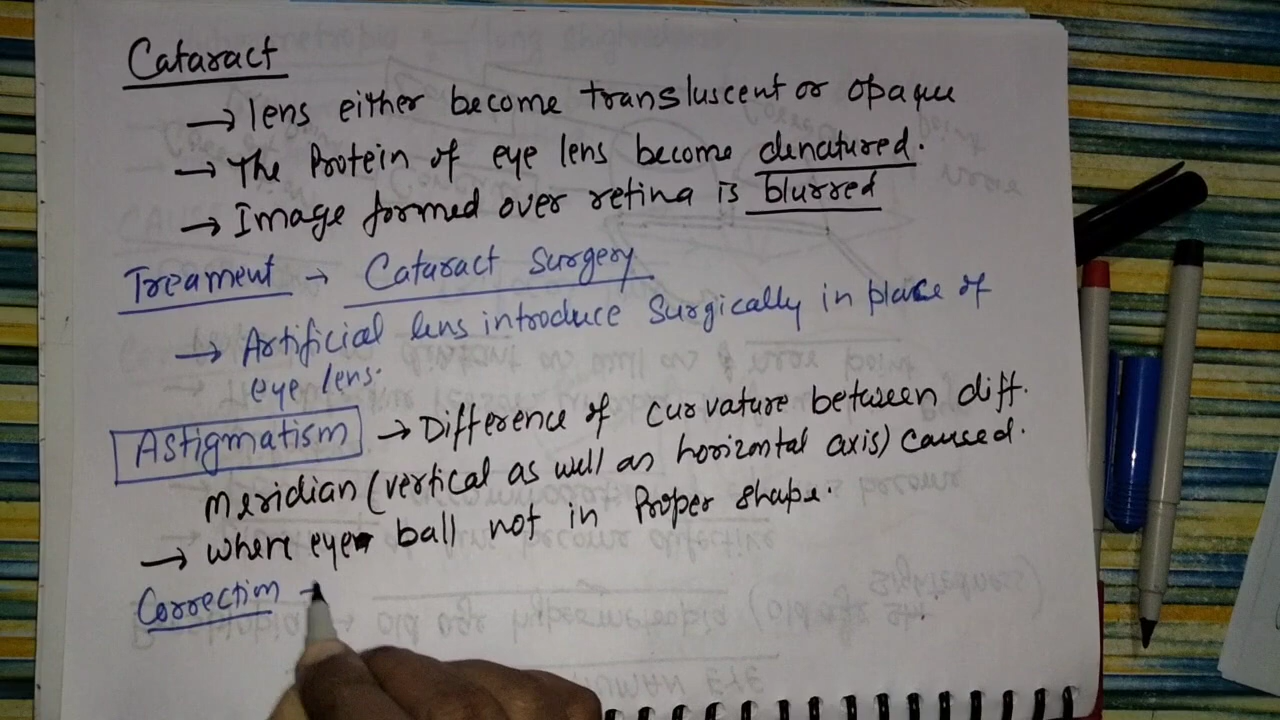 Cataract
→ lens either become transluscent or opaque
→ The Protein of eye lens become denatured.
→ Image formed over retina is blurred
Treament → Cataract Surgery
→ Artificial lens introduce Surgically in place of
eye lens.
Astigmatism → Difference of curvature between diff.
meridian (vertical as well as horizontal axis) caused.
→ where eye ball not in Proper shape.
Correction →